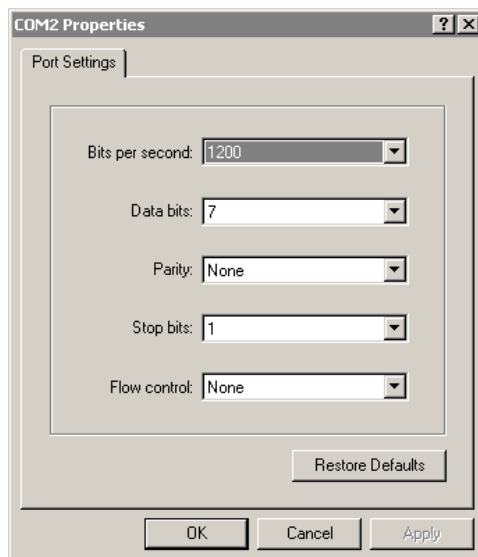 COM2 Properties
Port Settings
Bits per second: 1200
Data bits: 7
Parity: None
Stop bits: 1
Flow control: None
Restore Defaults
OK Cancel Apply